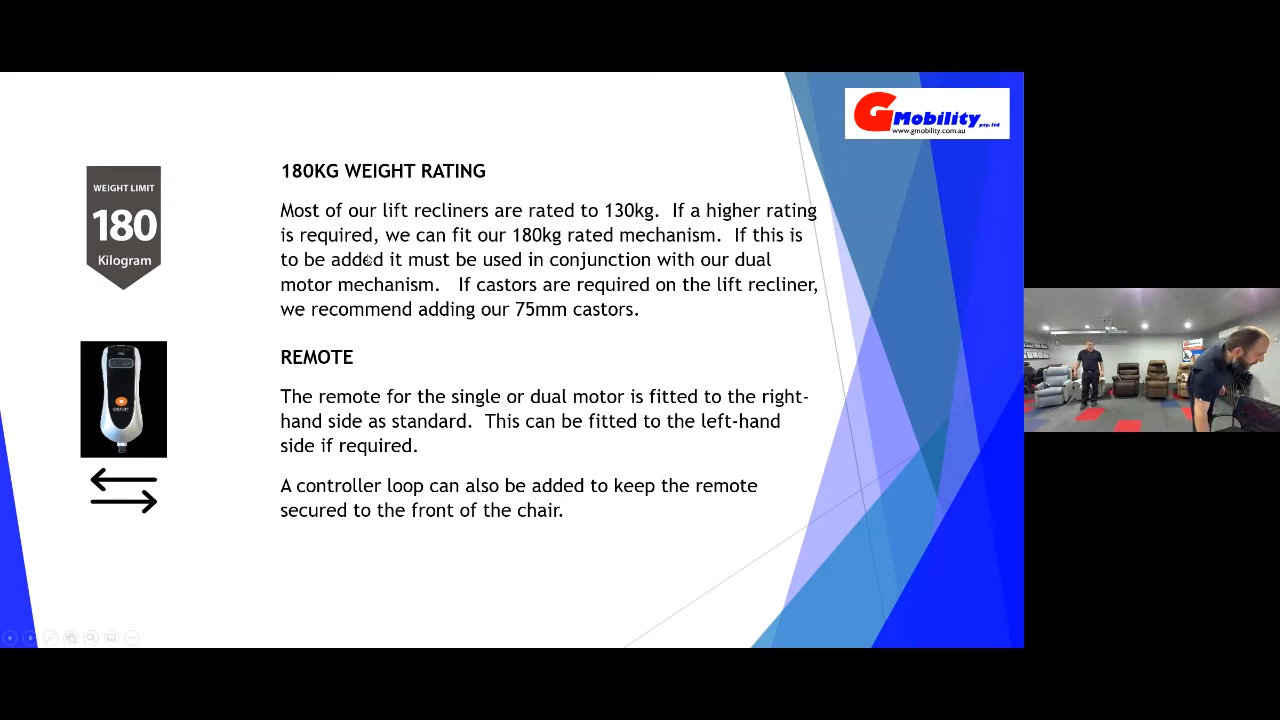 G Mobility pty. ltd
www.gmobility.com.au
WEIGHT LIMIT
180
Kilogram
180KG WEIGHT RATING
Most of our lift recliners are rated to 130kg.  If a higher rating
is required, we can fit our 180kg rated mechanism.  If this is
to be added it must be used in conjunction with our dual
motor mechanism.   If castors are required on the lift recliner,
we recommend adding our 75mm castors.
REMOTE
The remote for the single or dual motor is fitted to the right-
hand side as standard.  This can be fitted to the left-hand
side if required.
A controller loop can also be added to keep the remote
secured to the front of the chair.